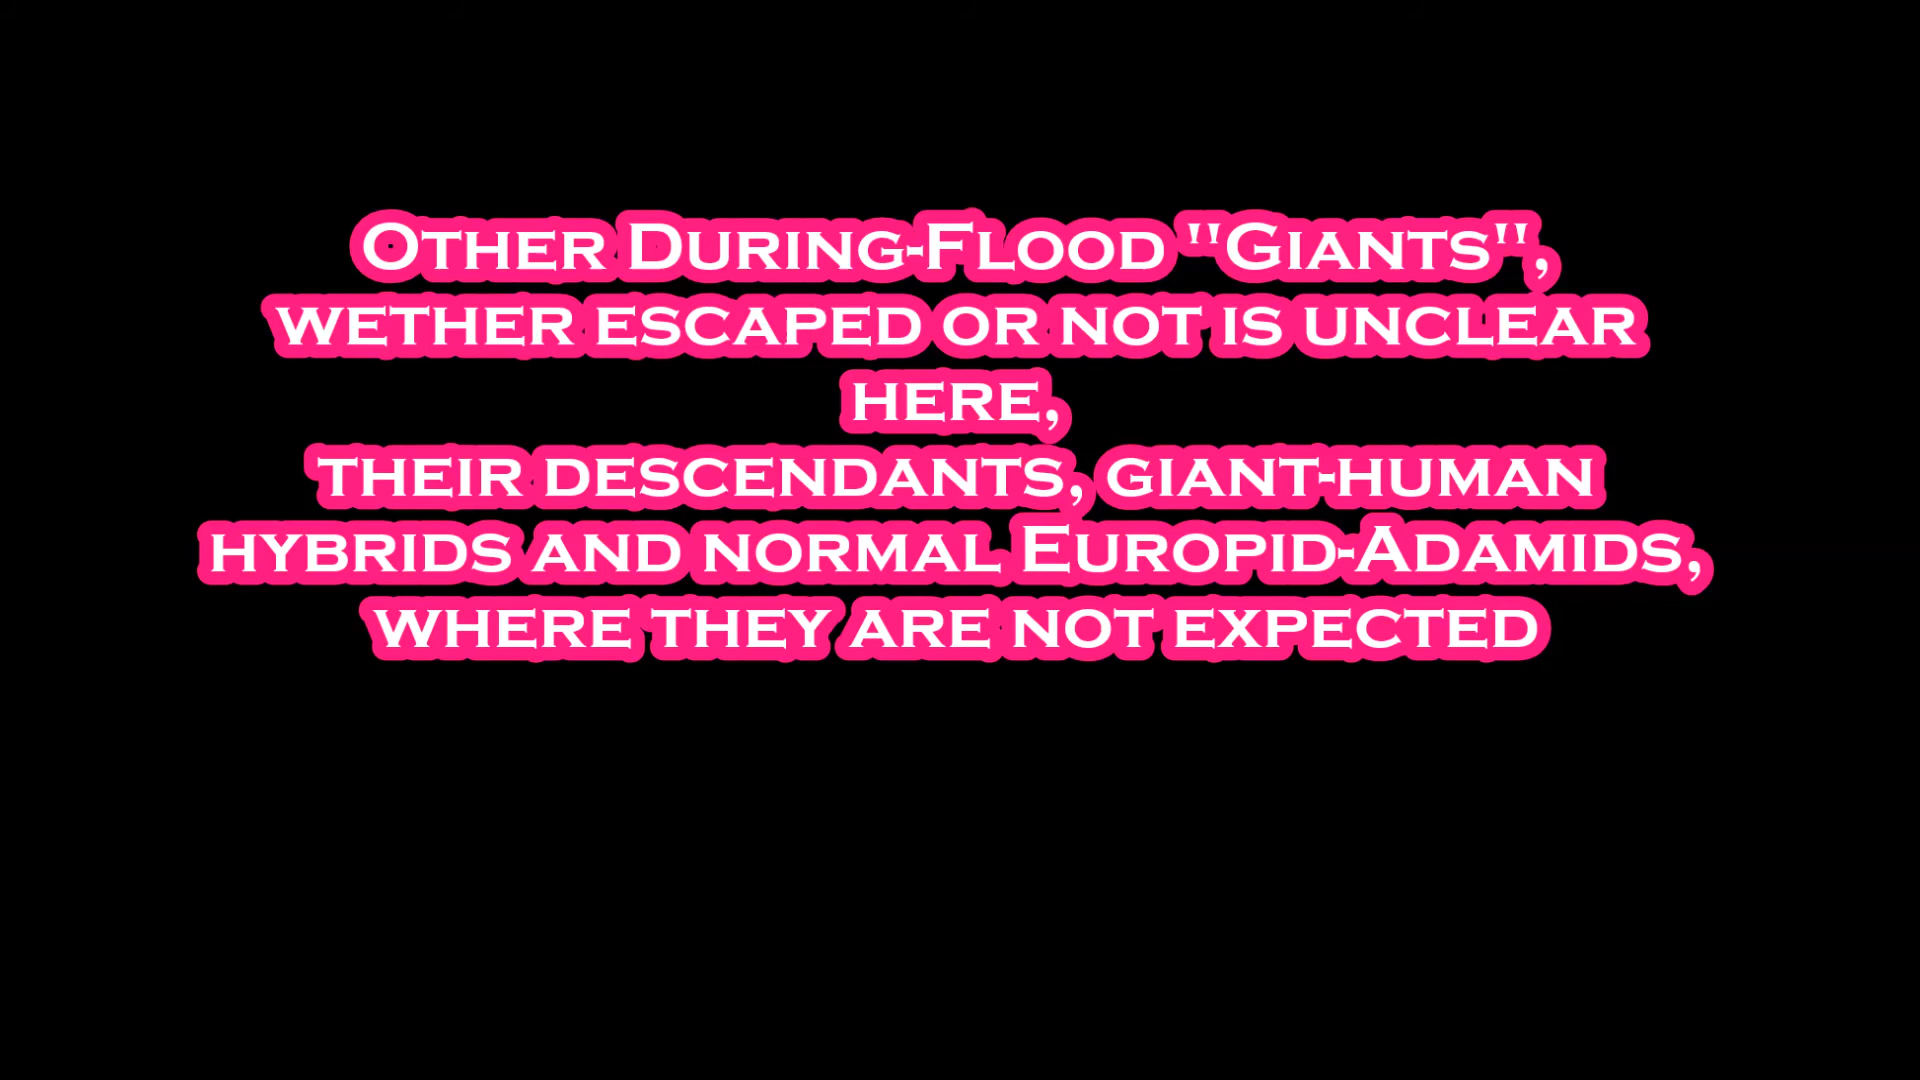 Other During-Flood "Giants",
wether escaped or not is unclear
here,
their descendants, giant-human
hybrids and normal Europid-Adamids,
where they are not expected